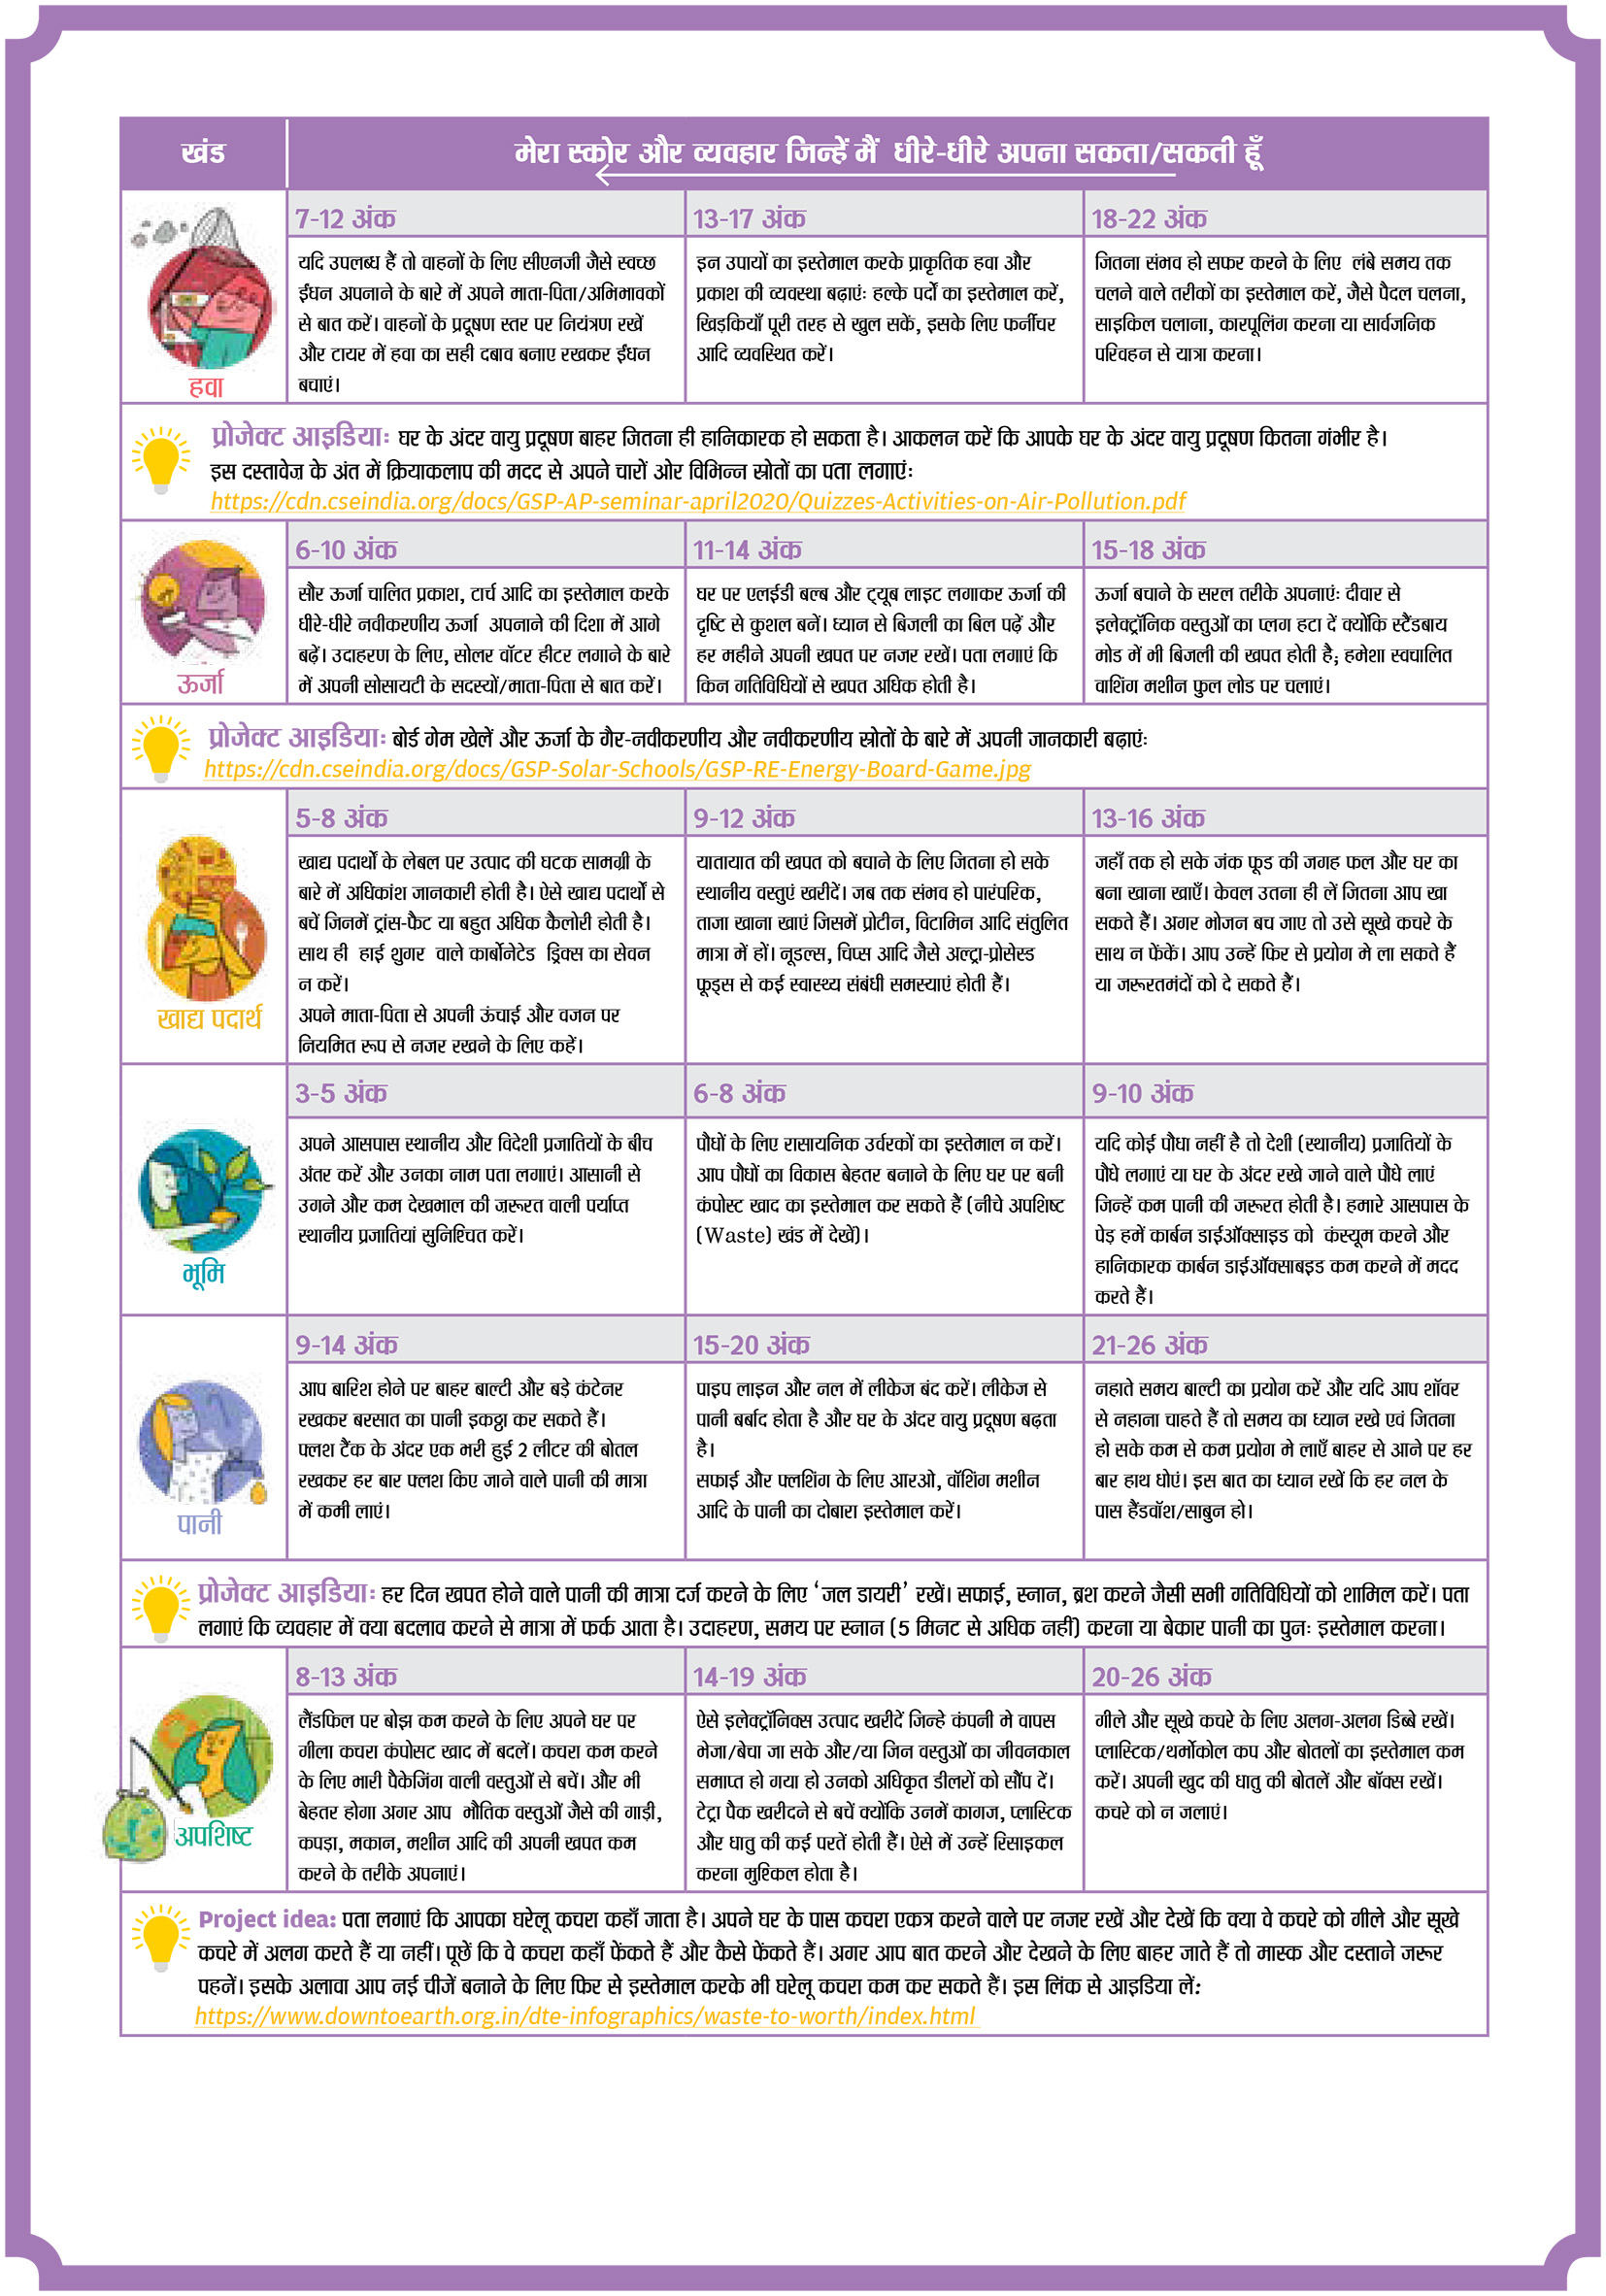 खंड
मेरा स्कोर और व्यवहार जिन्हें मैं धीरे-धीरे अपना सकता/सकती हूँ
हवा
7-12 अंक
यदि उपलब्ध हैं तो वाहनों के लिए सीएनजी जैसे स्वच्छ
ईंधन अपनाने के बारे में अपने माता-पिता/अभिभावकों
से बात करें। वाहनों के प्रदूषण स्तर पर नियंत्रण रखें
और टायर में हवा का सही दबाव बनाए रखकर ईंधन
बचाएं।
13-17 अंक
इन उपायों का इस्तेमाल करके प्राकृतिक हवा और
प्रकाश की व्यवस्था बढ़ाएंः हल्के पर्दों का इस्तेमाल करें,
खिड़कियाँ पूरी तरह से खुल सकें, इसके लिए फर्नीचर
आदि व्यवस्थित करें।
18-22 अंक
जितना संभव हो सफर करने के लिए लंबे समय तक
चलने वाले तरीकों का इस्तेमाल करें, जैसे पैदल चलना,
साइकिल चलाना, कारपूलिंग करना या सार्वजनिक
परिवहन से यात्रा करना।
प्रोजेक्ट आइडियाः घर के अंदर वायु प्रदूषण बाहर जितना ही हानिकारक हो सकता है। आकलन करें कि आपके घर के अंदर वायु प्रदूषण कितना गंभीर है।
इस दस्तावेज़ के अंत में क्रियाकलाप की मदद से अपने चारों ओर विभिन्न स्रोतों का पता लगाएंः
https://cdn.cseindia.org/docs/GSP-AP-seminar-april2020/Quizzes-Activities-on-Air-Pollution.pdf
ऊर्जा
6-10 अंक
सौर ऊर्जा चालित प्रकाश, टार्च आदि का इस्तेमाल करके
धीरे-धीरे नवीकरणीय ऊर्जा अपनाने की दिशा में आगे
बढ़ें। उदाहरण के लिए, सोलर वॉटर हीटर लगाने के बारे
में अपनी सोसायटी के सदस्यों/माता-पिता से बात करें।
11-14 अंक
घर पर एलईडी बल्ब और ट्यूब लाइट लगाकर ऊर्जा की
दृष्टि से कुशल बनें। ध्यान से बिजली का बिल पढ़ें और
हर महीने अपनी खपत पर नजर रखें। पता लगाएं कि
किन गतिविधियों से खपत अधिक होती है।
15-18 अंक
ऊर्जा बचाने के सरल तरीके अपनाएंः दीवार से
इलेक्ट्रॉनिक वस्तुओं का प्लग हटा दें क्योंकि स्टैंडबाय
मोड में भी बिजली की खपत होती है; हमेशा स्वचालित
वाशिंग मशीन फ़ुल लोड पर चलाएं।
प्रोजेक्ट आइडियाः बोर्ड गेम खेलें और ऊर्जा के गैर-नवीकरणीय और नवीकरणीय स्रोतों के बारे में अपनी जानकारी बढ़ाएंः
https://cdn.cseindia.org/docs/GSP-Solar-Schools/GSP-RE-Energy-Board-Game.jpg
खाद्य पदार्थ
5-8 अंक
खाद्य पदार्थों के लेबल पर उत्पाद की घटक सामग्री के
बारे में अधिकांश जानकारी होती है। ऐसे खाद्य पदार्थों से
बचें जिनमें ट्रांस-फैट या बहुत अधिक कैलोरी होती है।
साथ ही हाई शुगर वाले कार्बोनेटेड ड्रिंक्स का सेवन
न करें।
अपने माता-पिता से अपनी ऊंचाई और वजन पर
नियमित रूप से नजर रखने के लिए कहें।
9-12 अंक
यातायात की खपत को बचाने के लिए जितना हो सके
स्थानीय वस्तुएं खरीदें। जब तक संभव हो पारंपरिक,
ताजा खाना खाएं जिसमें प्रोटीन, विटामिन आदि संतुलित
मात्रा में हों। नूडल्स, चिप्स आदि जैसे अल्ट्रा-प्रोसेस्ड
फूड्स से कई स्वास्थ्य संबंधी समस्याएं होती हैं।
13-16 अंक
जहाँ तक हो सके जंक फूड की जगह फल और घर का
बना खाना खाएँ। केवल उतना ही लें जितना आप खा
सकते हैं। अगर भोजन बच जाए तो उसे सूखे कचरे के
साथ न फेंकें। आप उन्हें फिर से प्रयोग मे ला सकते हैं
या जरूरतमंदों को दे सकते हैं।
भूमि
3-5 अंक
अपने आसपास स्थानीय और विदेशी प्रजातियों के बीच
अंतर करें और उनका नाम पता लगाएं। आसानी से
उगने और कम देखभाल की जरूरत वाली पर्याप्त
स्थानीय प्रजातियां सुनिश्चित करें।
6-8 अंक
पौधों के लिए रासायनिक उर्वरकों का इस्तेमाल न करें।
आप पौधों का विकास बेहतर बनाने के लिए घर पर बनी
कंपोस्ट खाद का इस्तेमाल कर सकते हैं (नीचे अपशिष्ट
(Waste) खंड में देखें)।
9-10 अंक
यदि कोई पौधा नहीं है तो देशी (स्थानीय) प्रजातियों के
पौधे लगाएं या घर के अंदर रखे जाने वाले पौधे लाएं
जिन्हें कम पानी की जरूरत होती है। हमारे आसपास के
पेड़ हमें कार्बन डाईऑक्साइड को कंस्यूम करने और
हानिकारक कार्बन डाईऑक्साबइड कम करने में मदद
करते हैं।
पानी
9-14 अंक
आप बारिश होने पर बाहर बाल्टी और बड़े कंटेनर
रखकर बरसात का पानी इकठ्ठा कर सकते हैं।
फ्लश टैंक के अंदर एक भरी हुई 2 लीटर की बोतल
रखकर हर बार फ्लश किए जाने वाले पानी की मात्रा
में कमी लाएं।
15-20 अंक
पाइप लाइन और नल में लीकेज बंद करें। लीकेज से
पानी बर्बाद होता है और घर के अंदर वायु प्रदूषण बढ़ता
है।
सफाई और फ्लशिंग के लिए आरओ, वॉशिंग मशीन
आदि के पानी का दोबारा इस्तेमाल करें।
21-26 अंक
नहाते समय बाल्टी का प्रयोग करें और यदि आप शॉवर
से नहाना चाहते हैं तो समय का ध्यान रखे एवं जितना
हो सके कम से कम प्रयोग मे लाएँ बाहर से आने पर हर
बार हाथ धोएं। इस बात का ध्यान रखें कि हर नल के
पास हैंडवॉश/साबुन हो।
प्रोजेक्ट आइडियाः हर दिन खपत होने वाले पानी की मात्रा दर्ज करने के लिए ‘जल डायरी’ रखें। सफाई, स्नान, ब्रश करने जैसी सभी गतिविधियों को शामिल करें। पता
लगाएं कि व्यवहार में क्या बदलाव करने से मात्रा में फर्क आता है। उदाहरण, समय पर स्नान (5 मिनट से अधिक नहीं) करना या बेकार पानी का पुनः इस्तेमाल करना।
अपशिष्ट
8-13 अंक
लैंडफिल पर बोझ कम करने के लिए अपने घर पर
गीला कचरा कंपोसट खाद में बदलें। कचरा कम करने
के लिए भारी पैकेजिंग वाली वस्तुओं से बचें। और भी
बेहतर होगा अगर आप भौतिक वस्तुओं जैसे की गाड़ी,
कपड़ा, मकान, मशीन आदि की अपनी खपत कम
करने के तरीके अपनाएं।
14-19 अंक
ऐसे इलेक्ट्रॉनिक्स उत्पाद खरीदें जिन्हे कंपनी मे वापस
भेजा/बेचा जा सके और/या जिन वस्तुओं का जीवनकाल
समाप्त हो गया हो उनको अधिकृत डीलरों को सौंप दें।
टेट्रा पैक खरीदने से बचें क्योंकि उनमें कागज, प्लास्टिक
और धातु की कई परतें होती हैं। ऐसे में उन्हें रिसाइकल
करना मुश्किल होता है।
20-26 अंक
गीले और सूखे कचरे के लिए अलग-अलग डिब्बे रखें।
प्लास्टिक/थर्मोकोल कप और बोतलों का इस्तेमाल कम
करें। अपनी खुद की धातु की बोतलें और बॉक्स रखें।
कचरे को न जलाएं।
Project idea: पता लगाएं कि आपका घरेलू कचरा कहाँ जाता है। अपने घर के पास कचरा एकत्र करने वाले पर नजर रखें और देखें कि क्या वे कचरे को गीले और सूखे
कचरे में अलग करते हैं या नहीं। पूछें कि वे कचरा कहाँ फेंकते हैं और कैसे फेंकते हैं। अगर आप बात करने और देखने के लिए बाहर जाते हैं तो मास्क और दस्ताने जरूर
पहनें। इसके अलावा आप नई चीजें बनाने के लिए फिर से इस्तेमाल करके भी घरेलू कचरा कम कर सकते हैं। इस लिंक से आइडिया लें:
https://www.downtoearth.org.in/dte-infographics/waste-to-worth/index.html